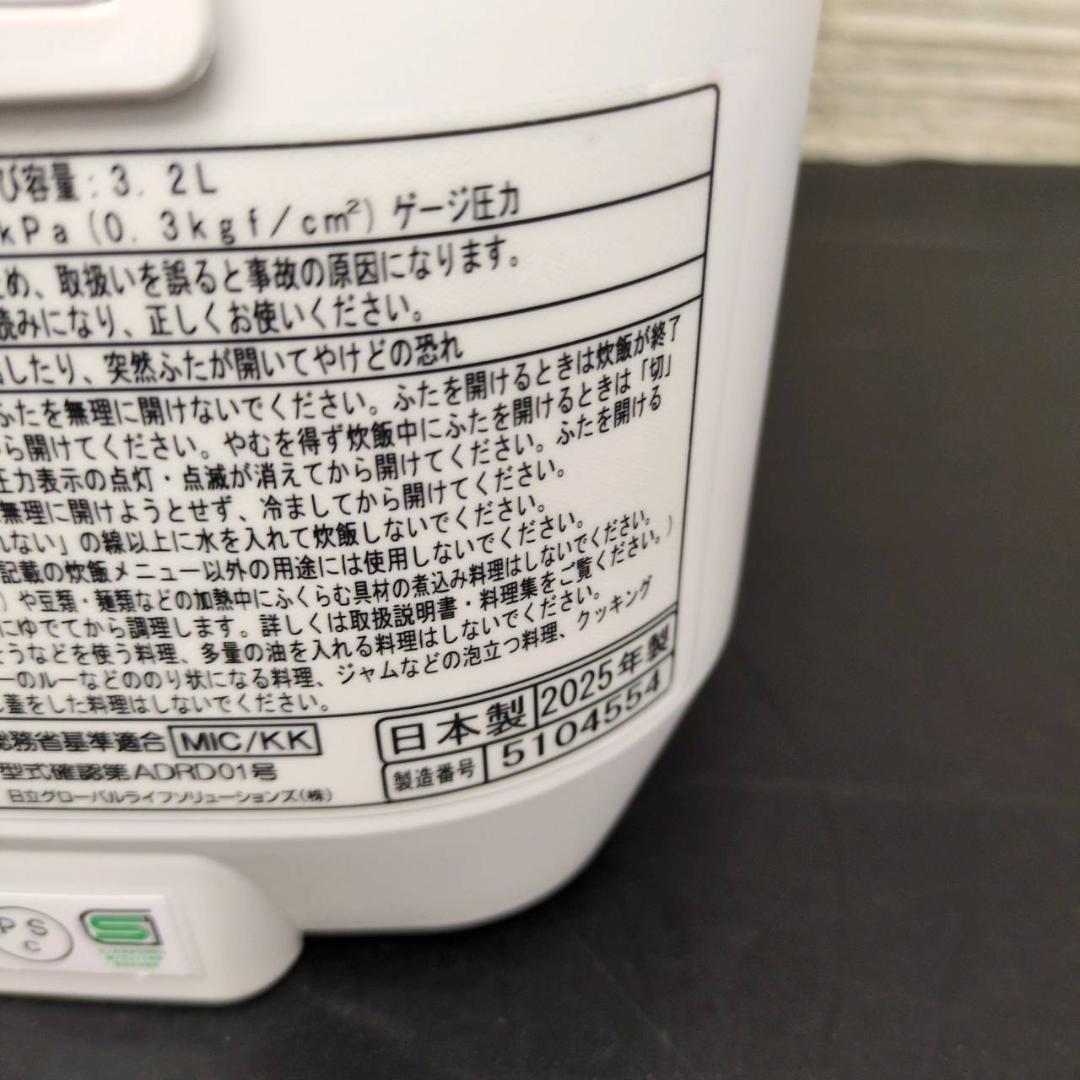 び容量:3.2L
kPa(0.3kgf/cm²) ゲージ圧力
とめ、取扱いを誤ると事故の原因になります。
読みになり、正しくお使いください。
出したり、突然ふたが開いてやけどの恐れ
ふたを無理に開けないでください。ふたを開けるときは炊飯が終了
ら開けてください。やむを得ず炊飯中にふたを開けるときは「切」
圧力表示の点灯・点滅が消えてから開けてください。ふたを開ける
無理に開けようとせず、冷ましてから開けてください。
れない」の線以上に水を入れて炊飯しないでください。
記載の炊飯メニュー以外の用途には使用しないでください。
)や豆類・麺類などの加熱中にふくらむ具材の煮込み料理はしないでください。
にゆでてから調理します。詳しくは取扱説明書・料理集をご覧ください。)
そうなどを使う料理、多量の油を入れる料理はしないでください。
ーのルーなどののり状になる料理、ジャムなどの泡立つ料理、クッキング
し蓋をした料理はしないでください。
総務省基準適合 MIC/KK
型式確認第ADRD01号
日立グローバルライフソリューションズ(株)
日本製 2025年製
製造番号 5104554
PS
C
S